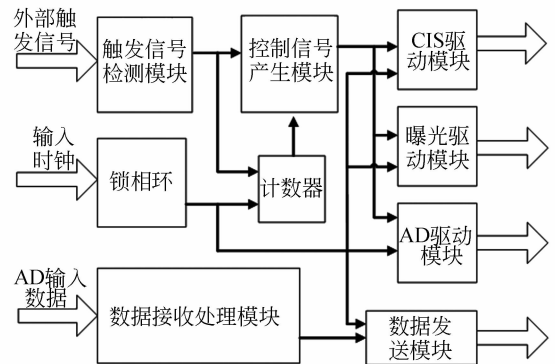 外部触
发信号
触发信号
检测模块
控制信号
产生模块
CIS驱
动模块
输入
时钟
锁相环
计数器
曝光驱
动模块
AD驱动
模块
AD输入
数据
数据接收处理模块
数据发
送模块